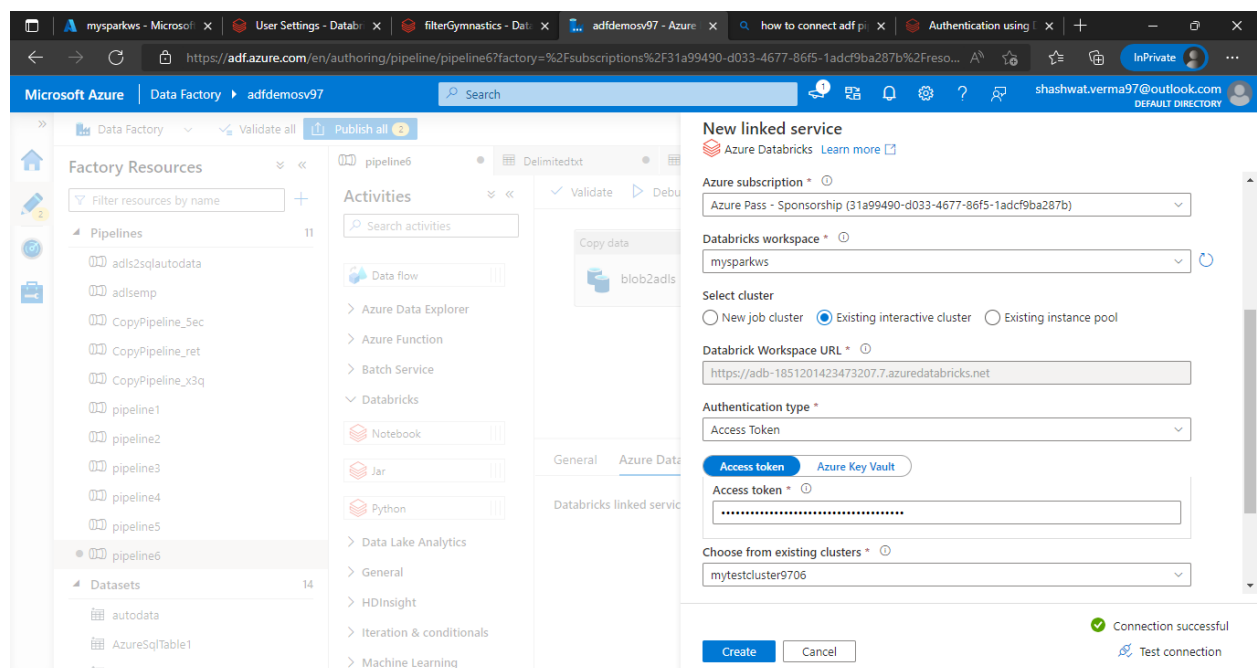 mysparkws - Microsof
User Settings - Datab
filterGymnastics - Data
adfdemosv97 - Azure
how to connect adf pi
Authentication using
https://adf.azure.com/en/authoring/pipeline/pipeline6?factory=%2Fsubscriptions%2F31a99490-d033-4677-86f5-1adcf9ba287b%2Freso...
InPrivate
Microsoft Azure
Data Factory
adfdemosv97
Search
1
shashwat.verma97@outlook.com
DEFAULT DIRECTORY
Data Factory
Validate all
Publish all 2
2
Factory Resources
Filter resources by name
Pipelines 11
adls2sqlautodata
adlsemp
CopyPipeline_5ec
CopyPipeline_ret
CopyPipeline_x3q
pipeline1
pipeline2
pipeline3
pipeline4
pipeline5
pipeline6
Datasets 14
autodata
AzureSqlTable1
pipeline6
Delimitedtxt
Activities
Search activities
Data flow
Azure Data Explorer
Azure Function
Batch Service
Databricks
Notebook
Jar
Python
Data Lake Analytics
General
HDInsight
Iteration & conditionals
Machine Learning
Validate
Debu
Copy data
blob2adls
General
Azure Data
Databricks linked servic
New linked service
Azure Databricks Learn more
Azure subscription *
Azure Pass - Sponsorship (31a99490-d033-4677-86f5-1adcf9ba287b)
Databricks workspace *
mysparkws
Select cluster
New job cluster
Existing interactive cluster
Existing instance pool
Databrick Workspace URL *
https://adb-1851201423473207.7.azuredatabricks.net
Authentication type *
Access Token
Access token
Azure Key Vault
Access token *
Choose from existing clusters *
mytestcluster9706
Connection successful
Create
Cancel
Test connection